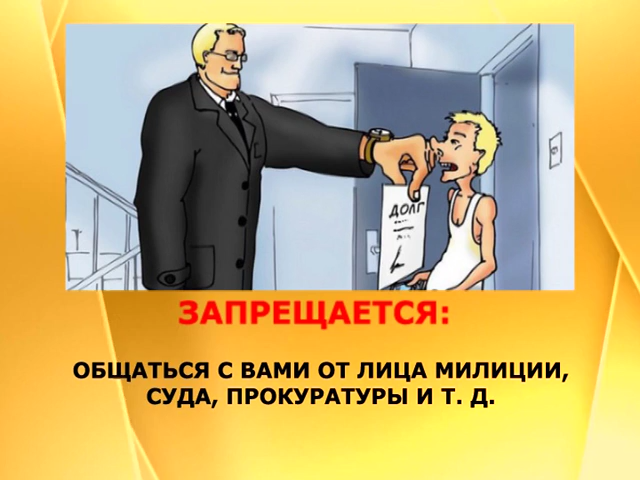 ДОЛГ
ЗАПРЕЩАЕТСЯ:
ОБЩАТЬСЯ С ВАМИ ОТ ЛИЦА МИЛИЦИИ,
СУДА, ПРОКУРАТУРЫ И Т. Д.